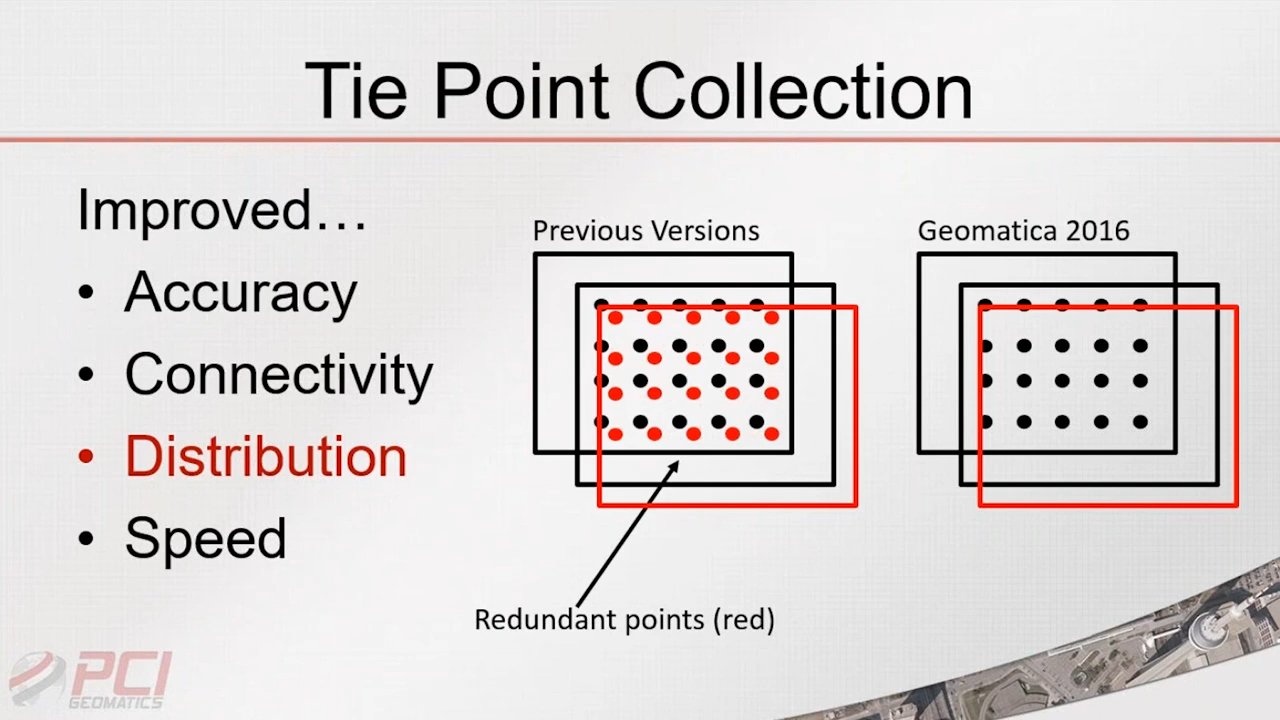 Tie Point Collection
Improved…
• Accuracy
• Connectivity
• Distribution
• Speed
Previous Versions
Geomatica 2016
Redundant points (red)
PCI
GEOMATICS